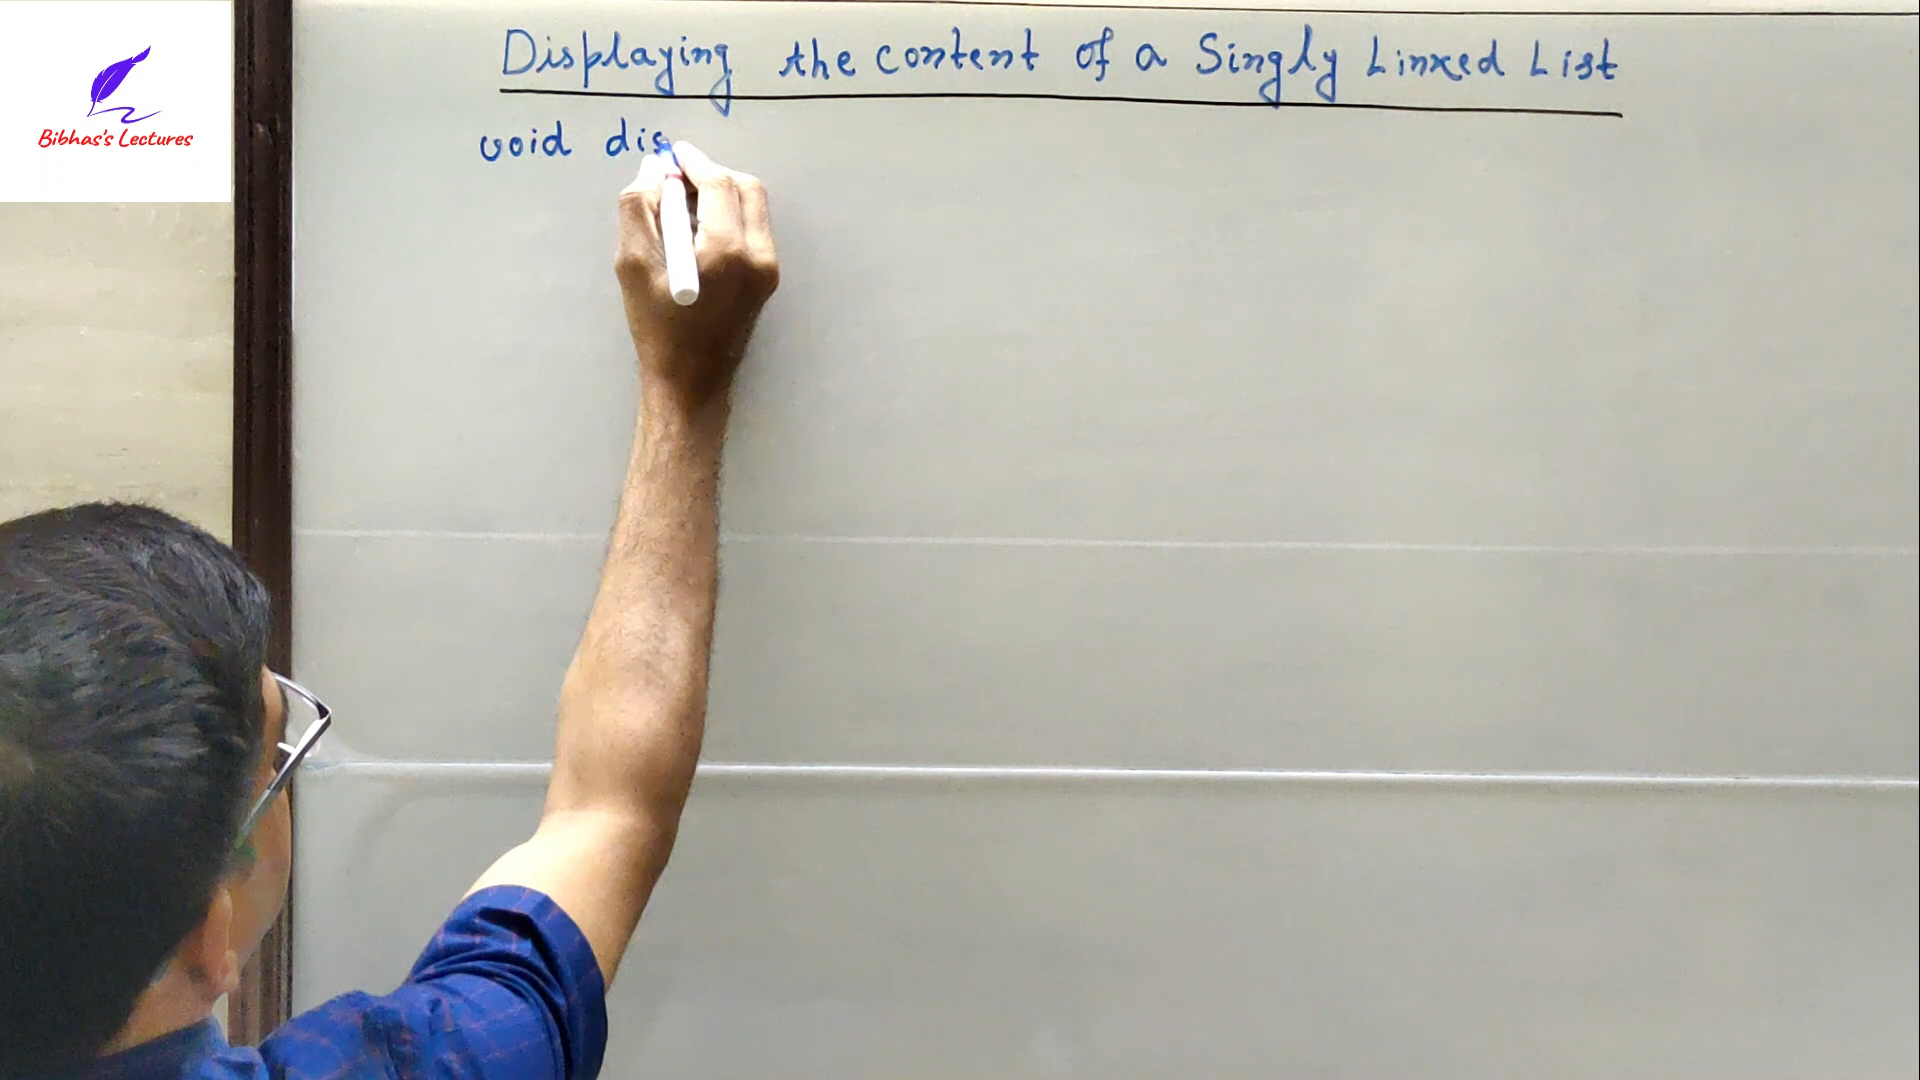 Bibhas's Lectures
Displaying the content of a Singly Linked List
void dis